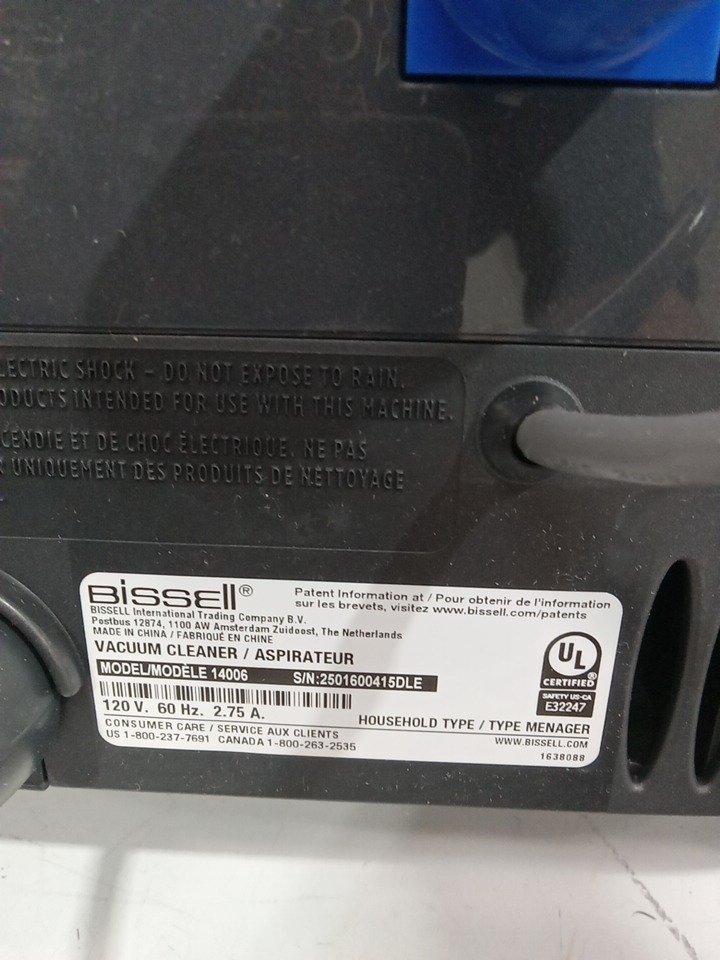 LECTRIC SHOCK – DO NOT EXPOSE TO RAIN.
ODUCTS INTENDED FOR USE WITH THIS MACHINE.
CENDIE ET DE CHOC ÉLECTRIQUE. NE PAS
R UNIQUEMENT DES PRODUITS DE NETTOYAGE
BISSELL®
Patent Information at / Pour obtenir de l'information
sur les brevets, visitez www.bissell.com/patents
BISSELL International Trading Company B.V.
Postbus 12874, 1100 AW Amsterdam Zuidoost, The Netherlands
MADE IN CHINA / FABRIQUÉ EN CHINE
VACUUM CLEANER / ASPIRATEUR
MODEL/MODÈLE 14006 S/N:2501600415DLE
120 V. 60 Hz. 2.75 A.
HOUSEHOLD TYPE / TYPE MENAGER
CONSUMER CARE / SERVICE AUX CLIENTS
US 1-800-237-7691 CANADA 1-800-263-2535
UL
CERTIFIED
SAFETY US-CA
E32247
WWW.BISSELL.COM
1638088